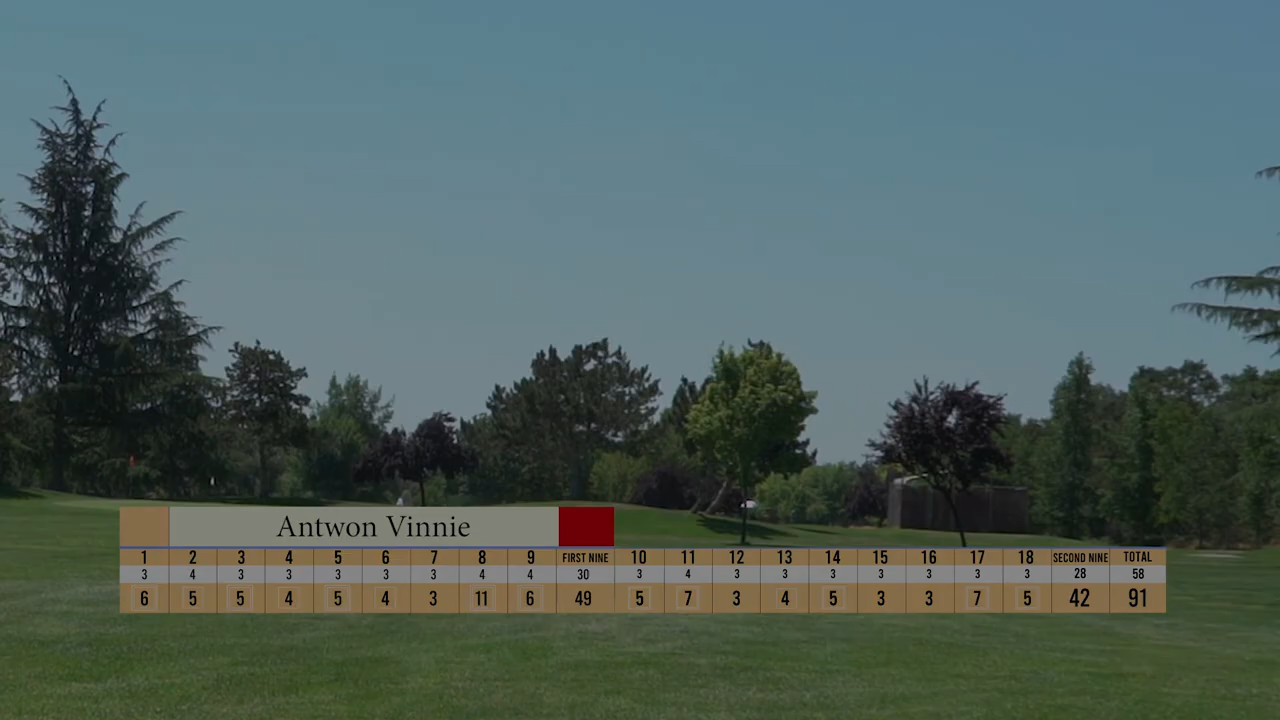 Antwon Vinnie
1 2 3 4 5 6 7 8 9 FIRST NINE 10 11 12 13 14 15 16 17 18 SECOND NINE TOTAL
3 4 3 3 3 3 3 4 4 30 3 4 3 3 3 3 3 3 3 28 58
6 5 5 4 5 4 3 11 6 49 5 7 3 4 5 3 3 7 5 42 91